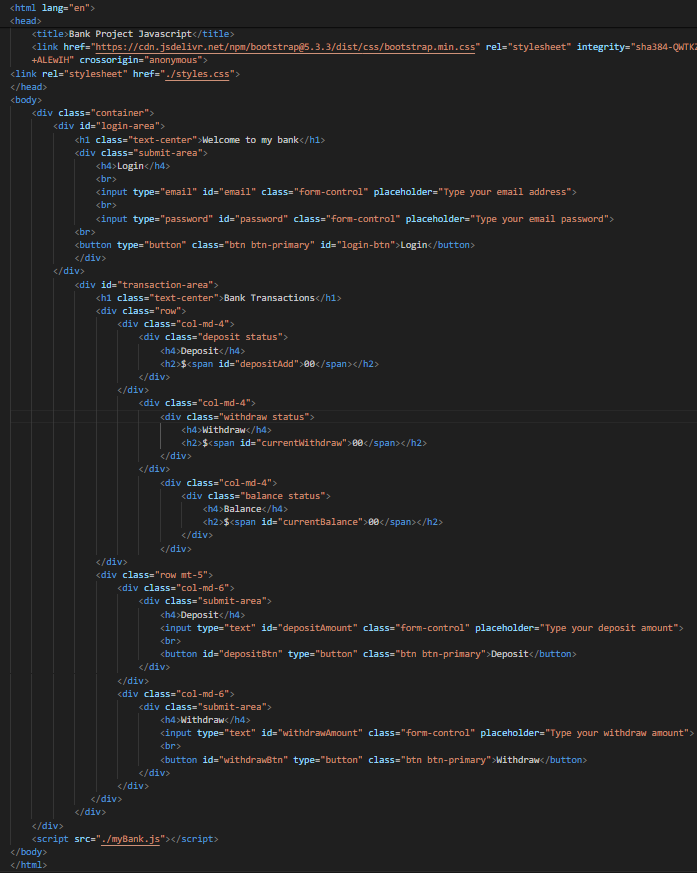 <html lang="en">
<head>
<title>Bank Project Javascript</title>
<link href="https://cdn.jsdelivr.net/npm/bootstrap@5.3.3/dist/css/bootstrap.min.css" rel="stylesheet" integrity="sha384-QWTKZ
+ALEwIH" crossorigin="anonymous">
<link rel="stylesheet" href="./styles.css">
</head>
<body>
<div class="container">
<div id="login-area">
<h1 class="text-center">Welcome to my bank</h1>
<div class="submit-area">
<h4>Login</h4>
<br>
<input type="email" id="email" class="form-control" placeholder="Type your email address">
<br>
<input type="password" id="password" class="form-control" placeholder="Type your email password">
<br>
<button type="button" class="btn btn-primary" id="login-btn">Login</button>
</div>
</div>
<div id="transaction-area">
<h1 class="text-center">Bank Transactions</h1>
<div class="row">
<div class="col-md-4">
<div class="deposit status">
<h4>Deposit</h4>
<h2>$<span id="depositAdd">00</span></h2>
</div>
</div>
<div class="col-md-4">
<div class="withdraw status">
<h4>Withdraw</h4>
<h2>$<span id="currentWithdraw">00</span></h2>
</div>
</div>
<div class="col-md-4">
<div class="balance status">
<h4>Balance</h4>
<h2>$<span id="currentBalance">00</span></h2>
</div>
</div>
</div>
<div class="row mt-5">
<div class="col-md-6">
<div class="submit-area">
<h4>Deposit</h4>
<input type="text" id="depositAmount" class="form-control" placeholder="Type your deposit amount">
<br>
<button id="depositBtn" type="button" class="btn btn-primary">Deposit</button>
</div>
</div>
<div class="col-md-6">
<div class="submit-area">
<h4>Withdraw</h4>
<input type="text" id="withdrawAmount" class="form-control" placeholder="Type your withdraw amount">
<br>
<button id="withdrawBtn" type="button" class="btn btn-primary">Withdraw</button>
</div>
</div>
</div>
</div>
</div>
<script src="./myBank.js"></script>
</body>
</html>